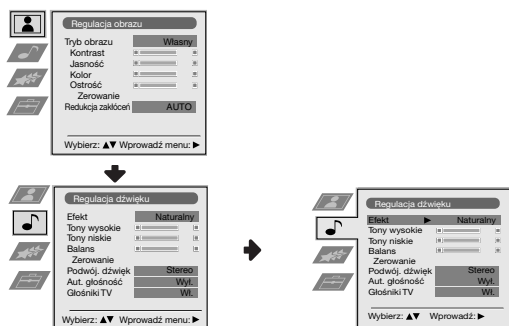 Regulacja obrazu
Tryb obrazu Własny
Kontrast
Jasność
Kolor
Ostrość
Zerowanie
Redukcja zakłóceń AUTO
Wybierz: ▲▼ Wprowadź menu: ▶
Regulacja dźwięku
Efekt Naturalny
Tony wysokie
Tony niskie
Balans
Zerowanie
Podwój. dźwięk Stereo
Aut. głośność Wył.
Głośniki TV Wł.
Wybierz: ▲▼ Wprowadź menu: ▶
Regulacja dźwięku
Efekt ▶ Naturalny
Tony wysokie
Tony niskie
Balans
Zerowanie
Podwój. dźwięk Stereo
Aut. głośność Wył.
Głośniki TV Wł.
Wybierz: ▲▼ Wprowadź: ▶